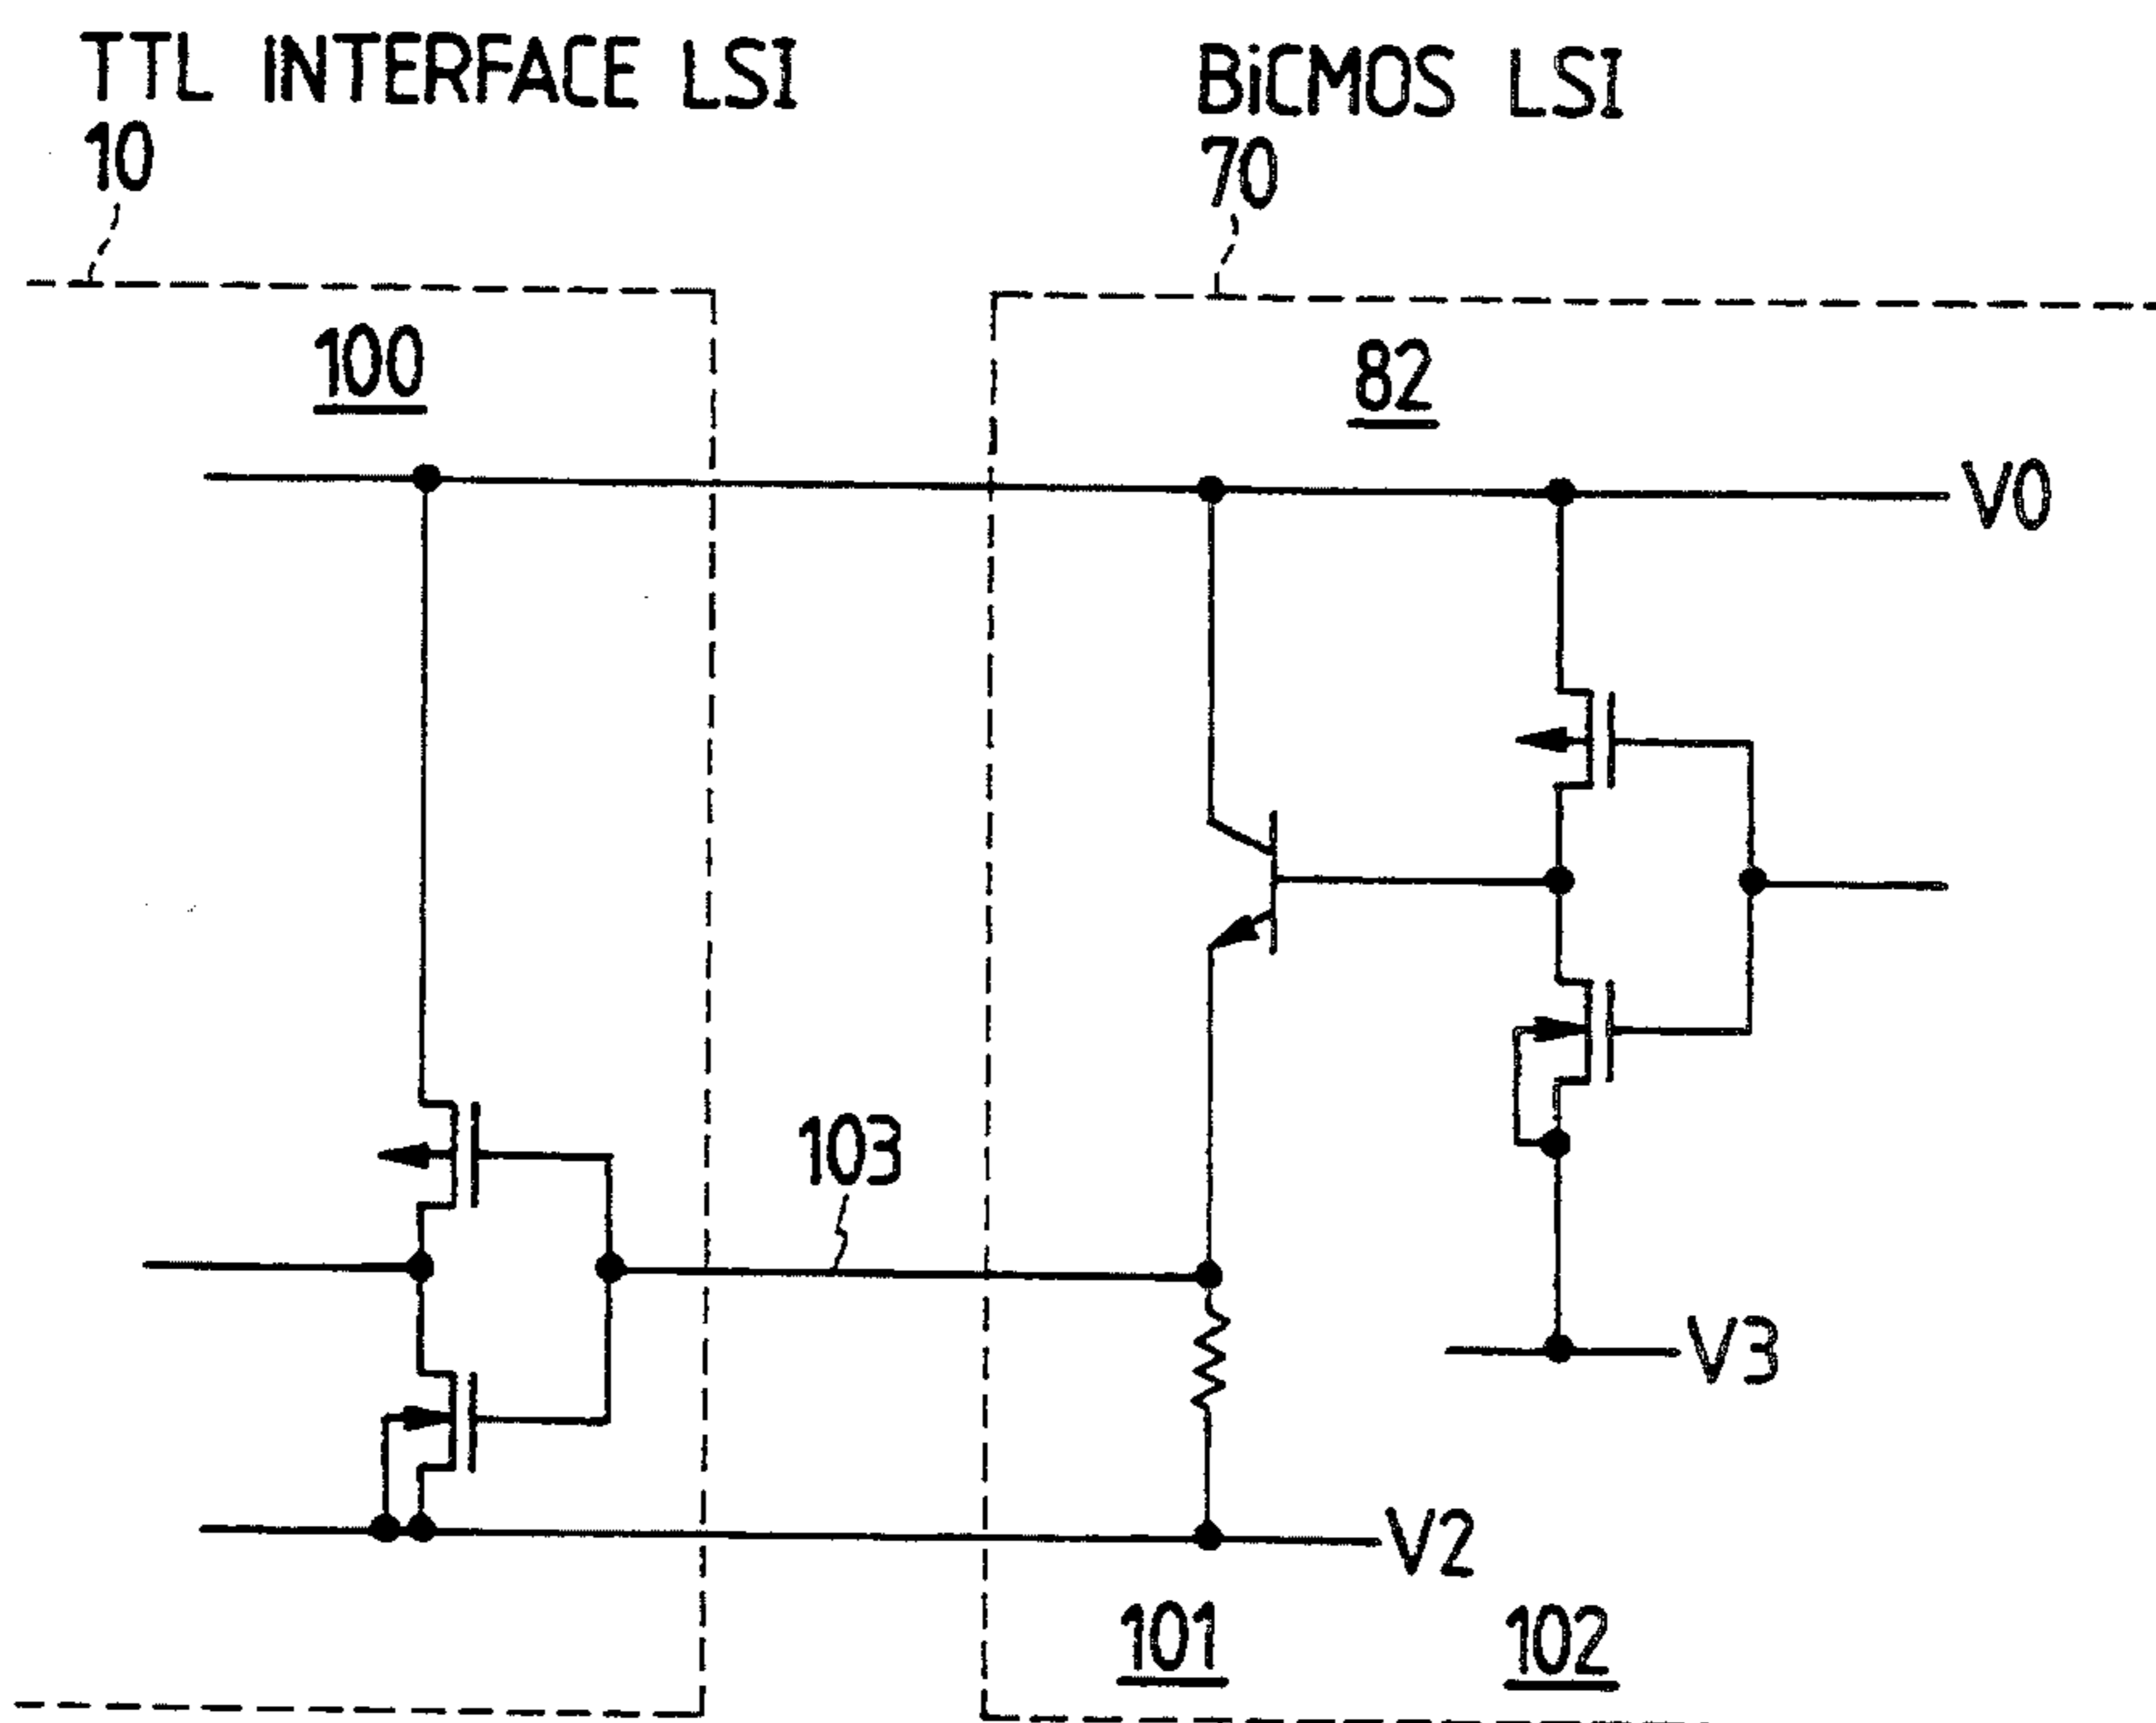 TTL INTERFACE LSI
10
BiCMOS LSI
70
100
82
V0
103
V3
V2
101
102